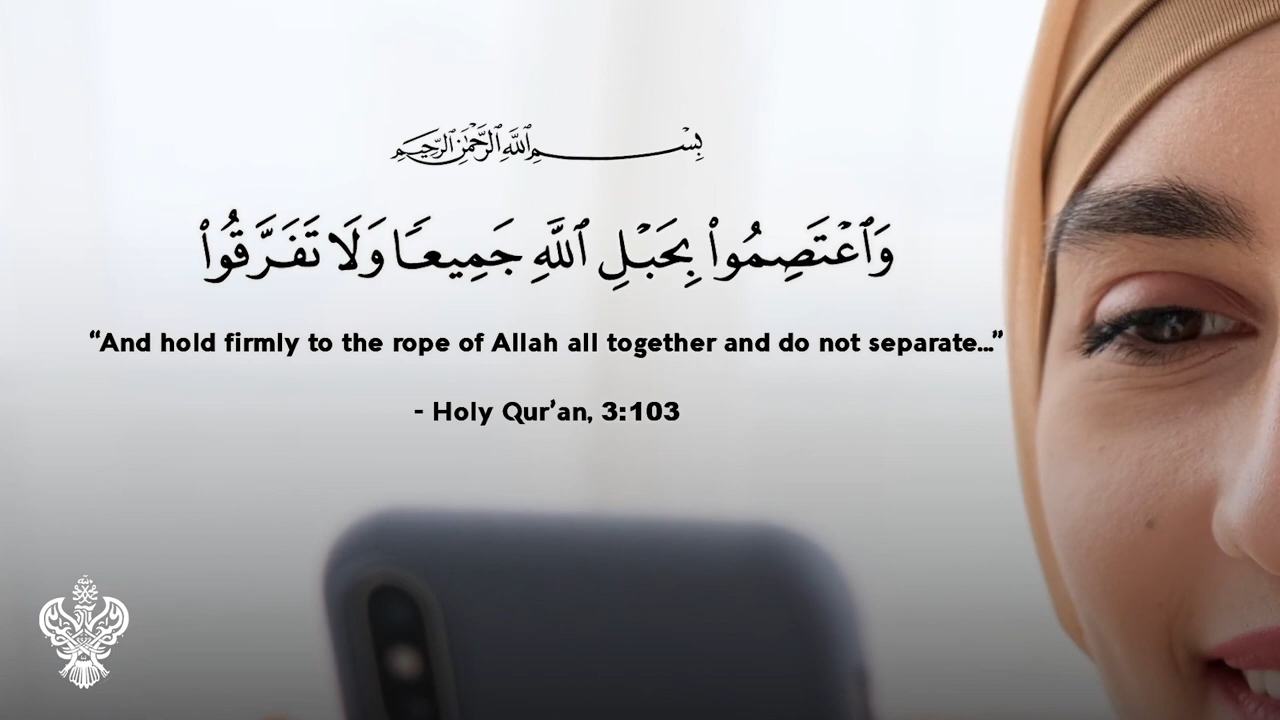 بِسْمِ ٱللَّهِ ٱلرَّحْمَٰنِ ٱلرَّحِيمِ
وَٱعْتَصِمُوا۟ بِحَبْلِ ٱللَّهِ جَمِيعًا وَلَا تَفَرَّقُوا۟
“And hold firmly to the rope of Allah all together and do not separate...”
- Holy Qur’an, 3:103